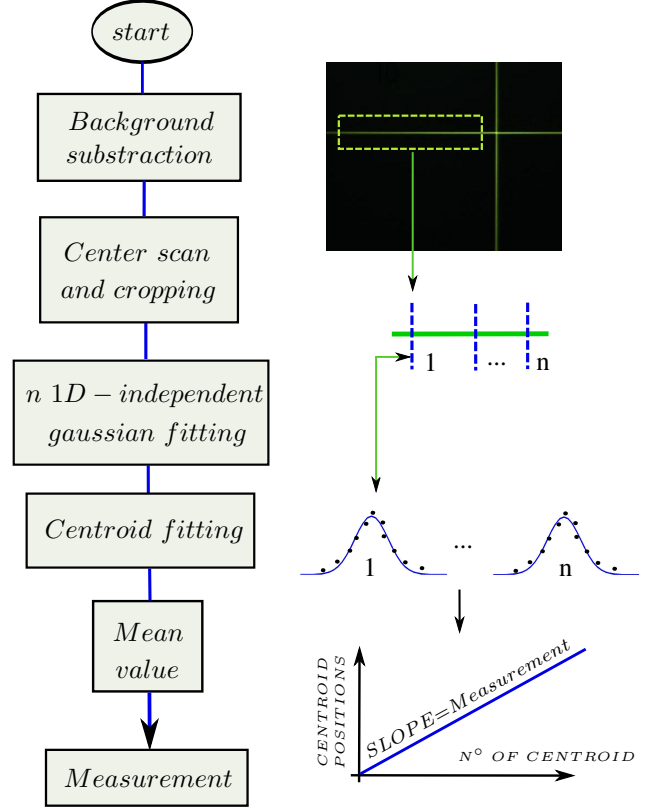 start
Background
substraction
Center scan
and cropping
n 1D – independent
gaussian fitting
Centroid fitting
Mean
value
Measurement
1 ... n
1 ... n
CENTROID
POSITIONS
SLOPE=Measurement
N° OF CENTROID